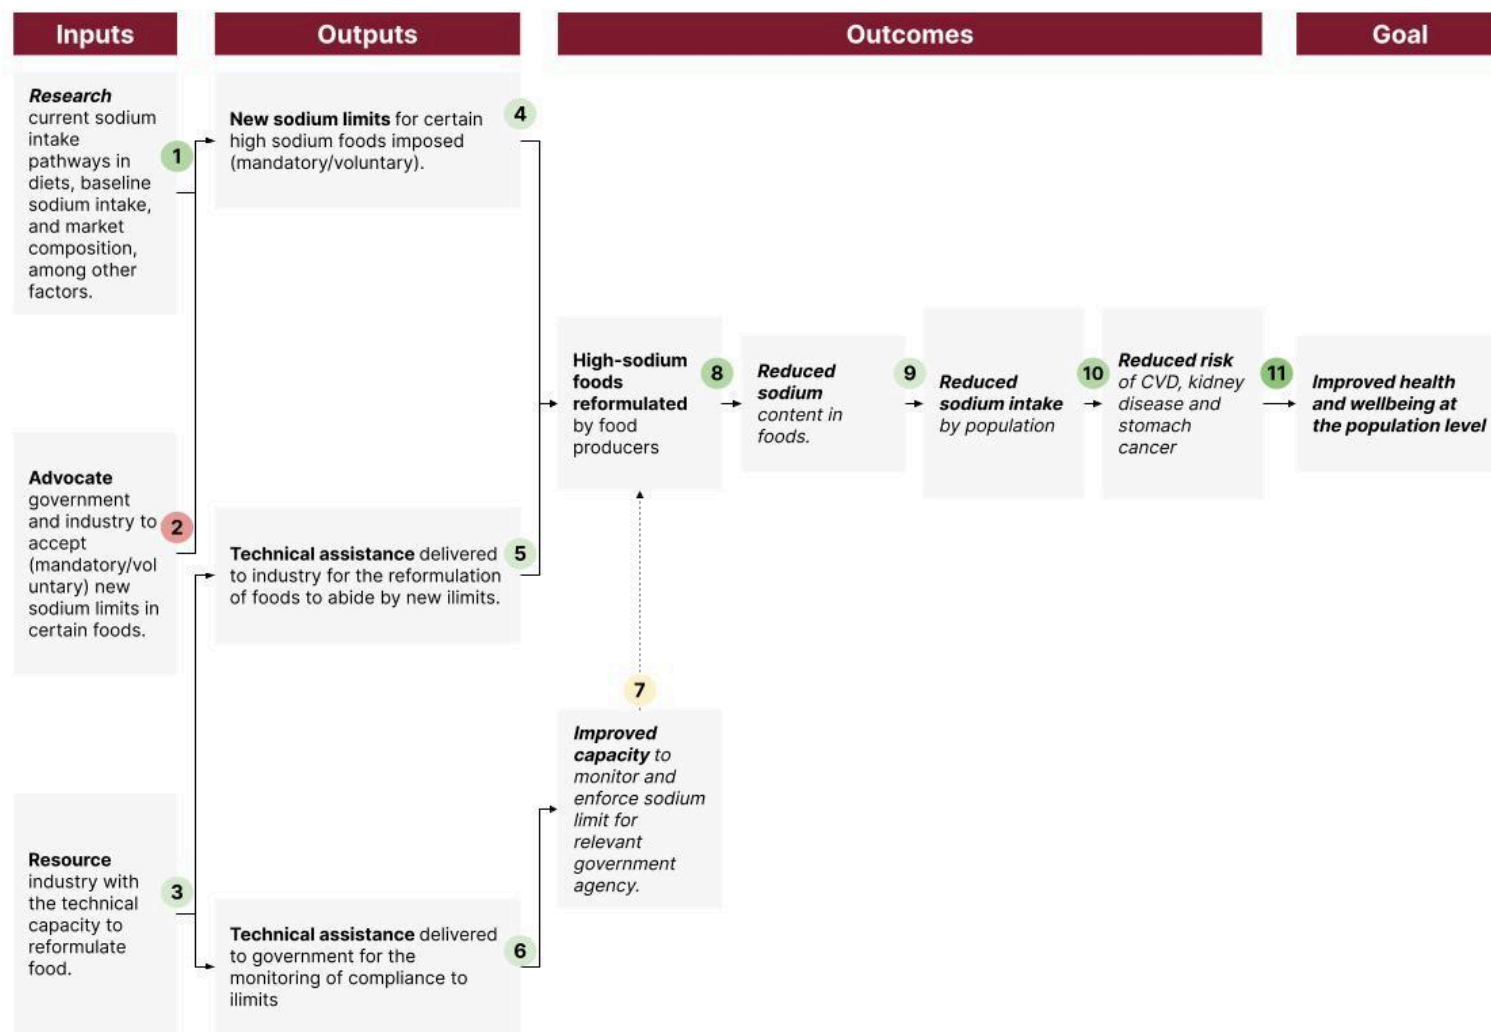 Inputs
Outputs
Outcomes
Goal
Research
current sodium
intake
pathways in
diets, baseline
sodium intake,
and market
composition,
among other
factors.
1
Advocate
government
and industry to
accept
(mandatory/vol
untary) new
sodium limits in
certain foods.
2
Resource
industry with
the technical
capacity to
reformulate
food.
3
New sodium limits for certain
high sodium foods imposed
(mandatory/voluntary).
4
Technical assistance delivered
to industry for the reformulation
of foods to abide by new ilimits.
5
Technical assistance delivered
to government for the
monitoring of compliance to
ilimits
6
High-sodium
foods
reformulated
by food
producers
8
Improved
capacity to
monitor and
enforce sodium
limit for
relevant
government
agency.
7
Reduced
sodium
content in
foods.
9
Reduced
sodium intake
by population
10
Reduced risk
of CVD, kidney
disease and
stomach
cancer
11
Improved health
and wellbeing at
the population level